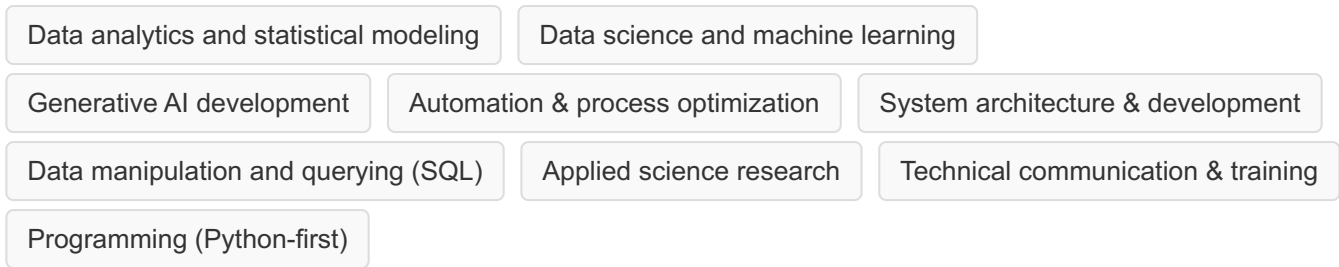 Data analytics and statistical modeling Data science and machine learning
Generative AI development Automation & process optimization System architecture & development
Data manipulation and querying (SQL) Applied science research Technical communication & training
Programming (Python-first)